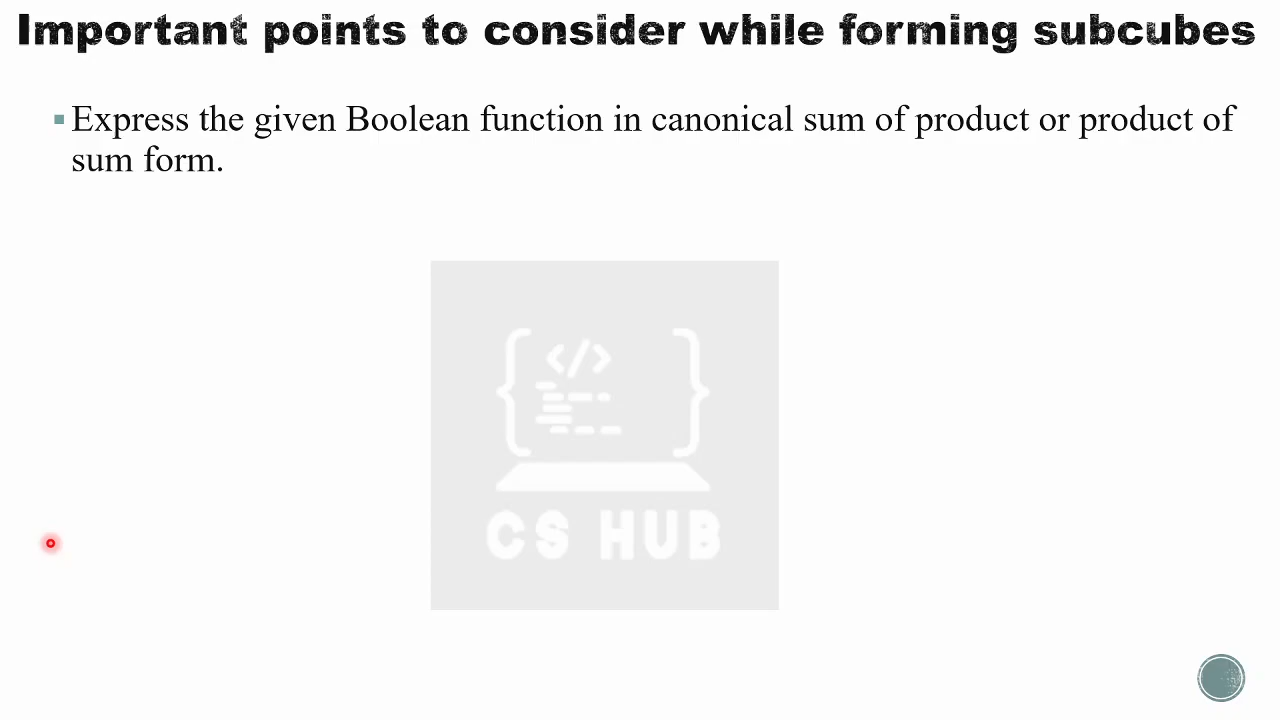 Important points to consider while forming subcubes
Express the given Boolean function in canonical sum of product or product of
sum form.
</>
CS HUB